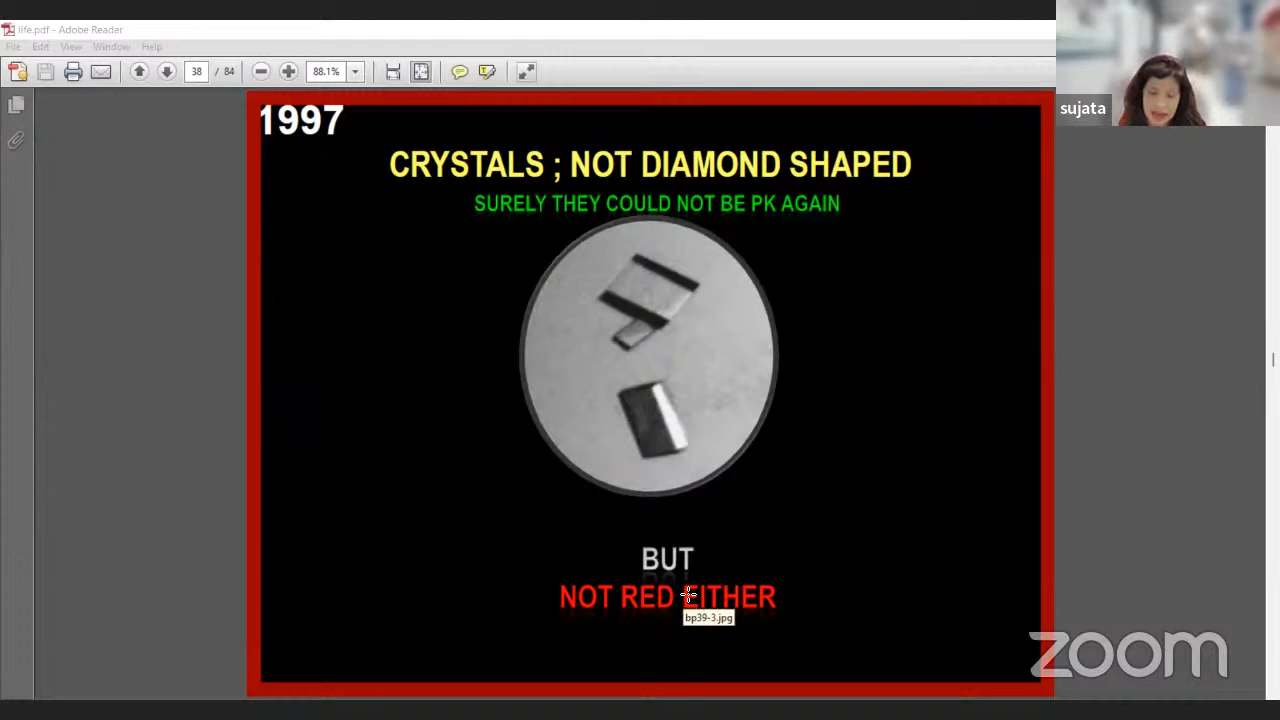 life.pdf - Adobe Reader
File Edit View Window Help
38 / 84 88.1%
sujata
1997
CRYSTALS ; NOT DIAMOND SHAPED
SURELY THEY COULD NOT BE PK AGAIN
BUT
NOT RED EITHER
bp39-3.jpg
zoom